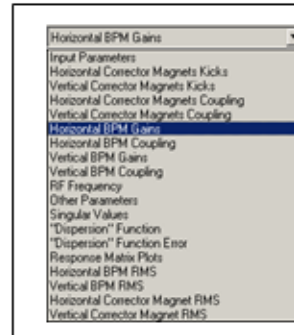 Horizontal BPM Gains
Input Parameters
Horizontal Corrector Magnets Kicks
Vertical Corrector Magnets Kicks
Horizontal Corrector Magnets Coupling
Vertical Corrector Magnets Coupling
Horizontal BPM Gains
Horizontal BPM Coupling
Vertical BPM Gains
Vertical BPM Coupling
RF Frequency
Other Parameters
Singular Values
"Dispersion" Function
"Dispersion" Function Error
Response Matrix Plots
Horizontal BPM RMS
Vertical BPM RMS
Horizontal Corrector Magnet RMS
Vertical Corrector Magnet RMS